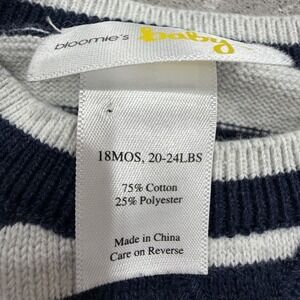 bloomie's baby
18MOS, 20-24LBS
75% Cotton
25% Polyester
Made in China
Care on Reverse